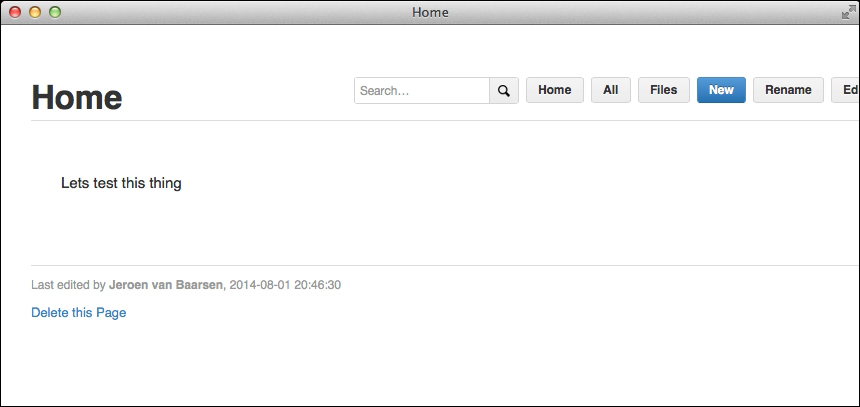 Home
Home
Search...
Home
All
Files
New
Rename
Ed
Lets test this thing
Last edited by Jeroen van Baarsen, 2014-08-01 20:46:30
Delete this Page